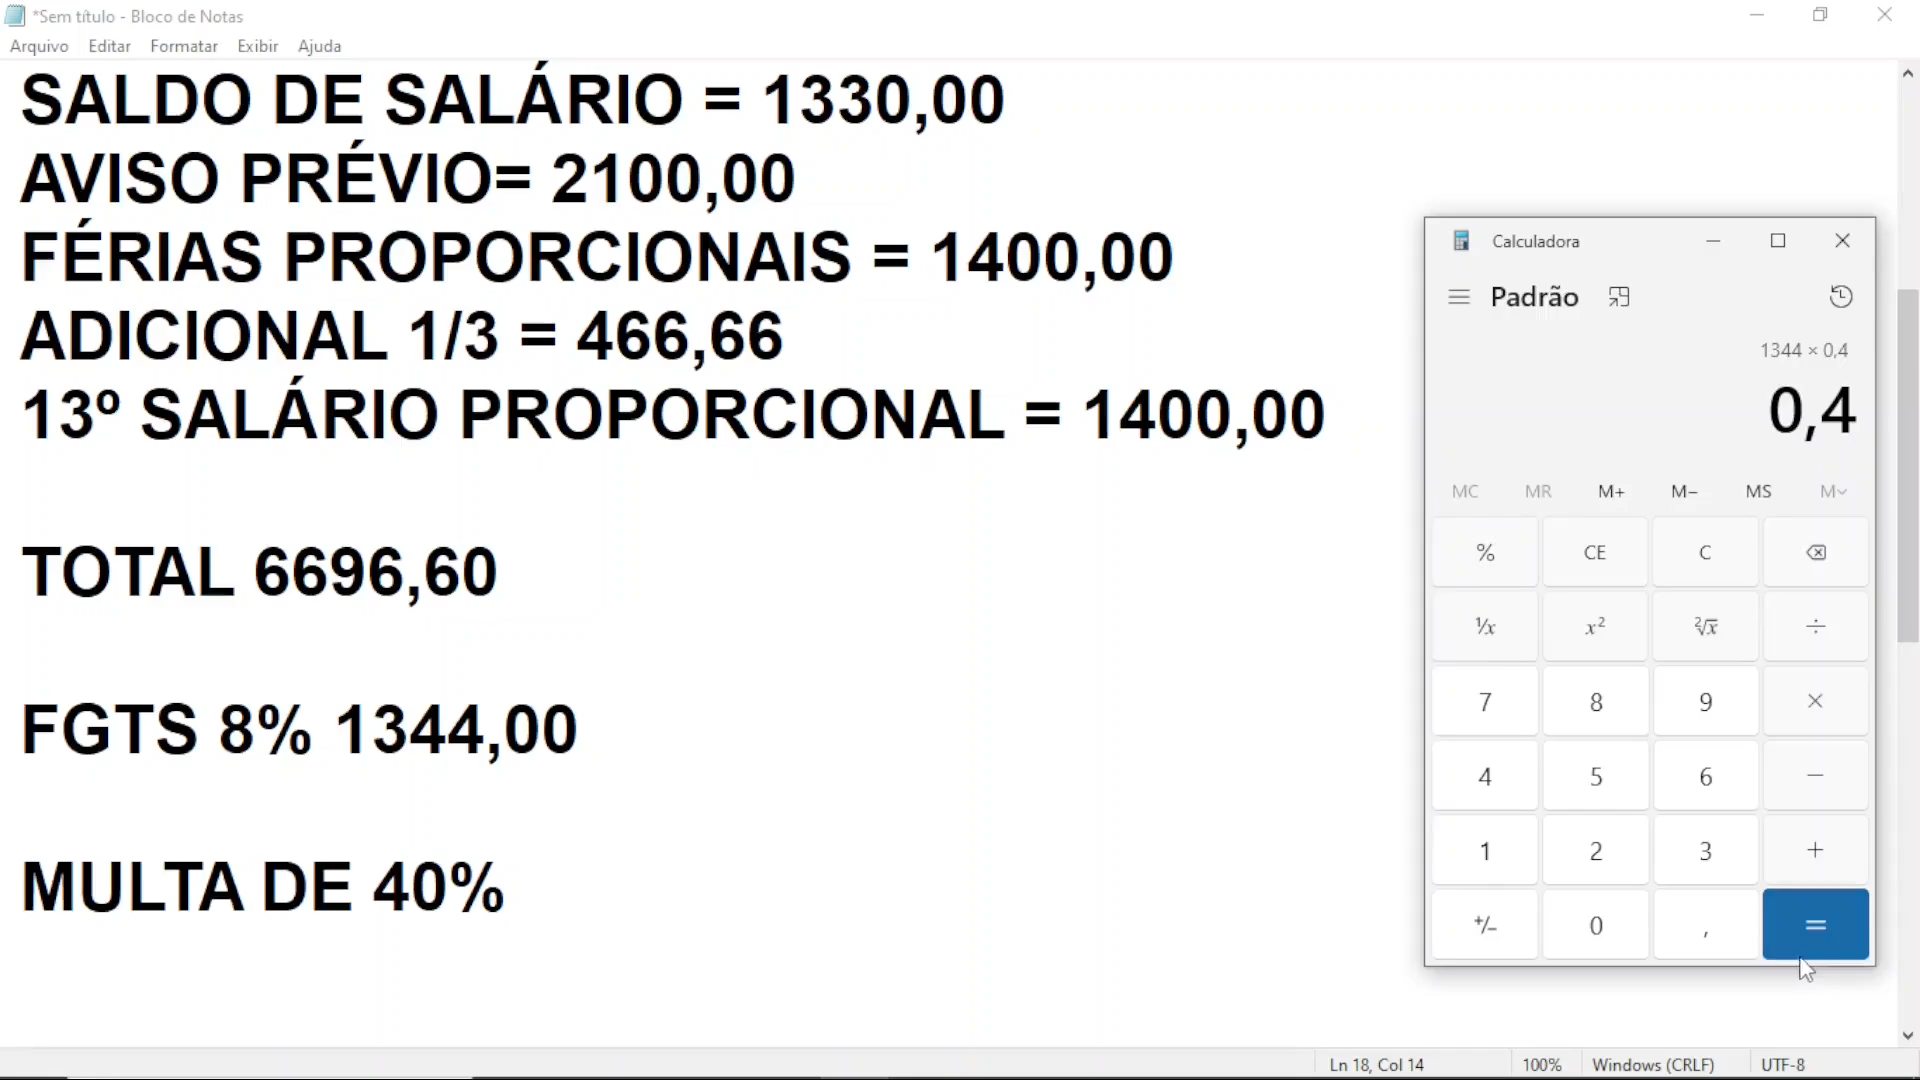 *Sem título - Bloco de Notas
Arquivo Editar Formatar Exibir Ajuda
SALDO DE SALÁRIO = 1330,00
AVISO PRÉVIO= 2100,00
FÉRIAS PROPORCIONAIS = 1400,00
ADICIONAL 1/3 = 466,66
13º SALÁRIO PROPORCIONAL = 1400,00
TOTAL 6696,60
FGTS 8% 1344,00
MULTA DE 40%
Calculadora
Padrão
1344 × 0,4
0,4
MC MR M+ M− MS M˅
% CE C
¹/x x² ²√x ÷
7 8 9 ×
4 5 6 −
1 2 3 +
+/− 0 , =
Ln 18, Col 14 100% Windows (CRLF) UTF-8